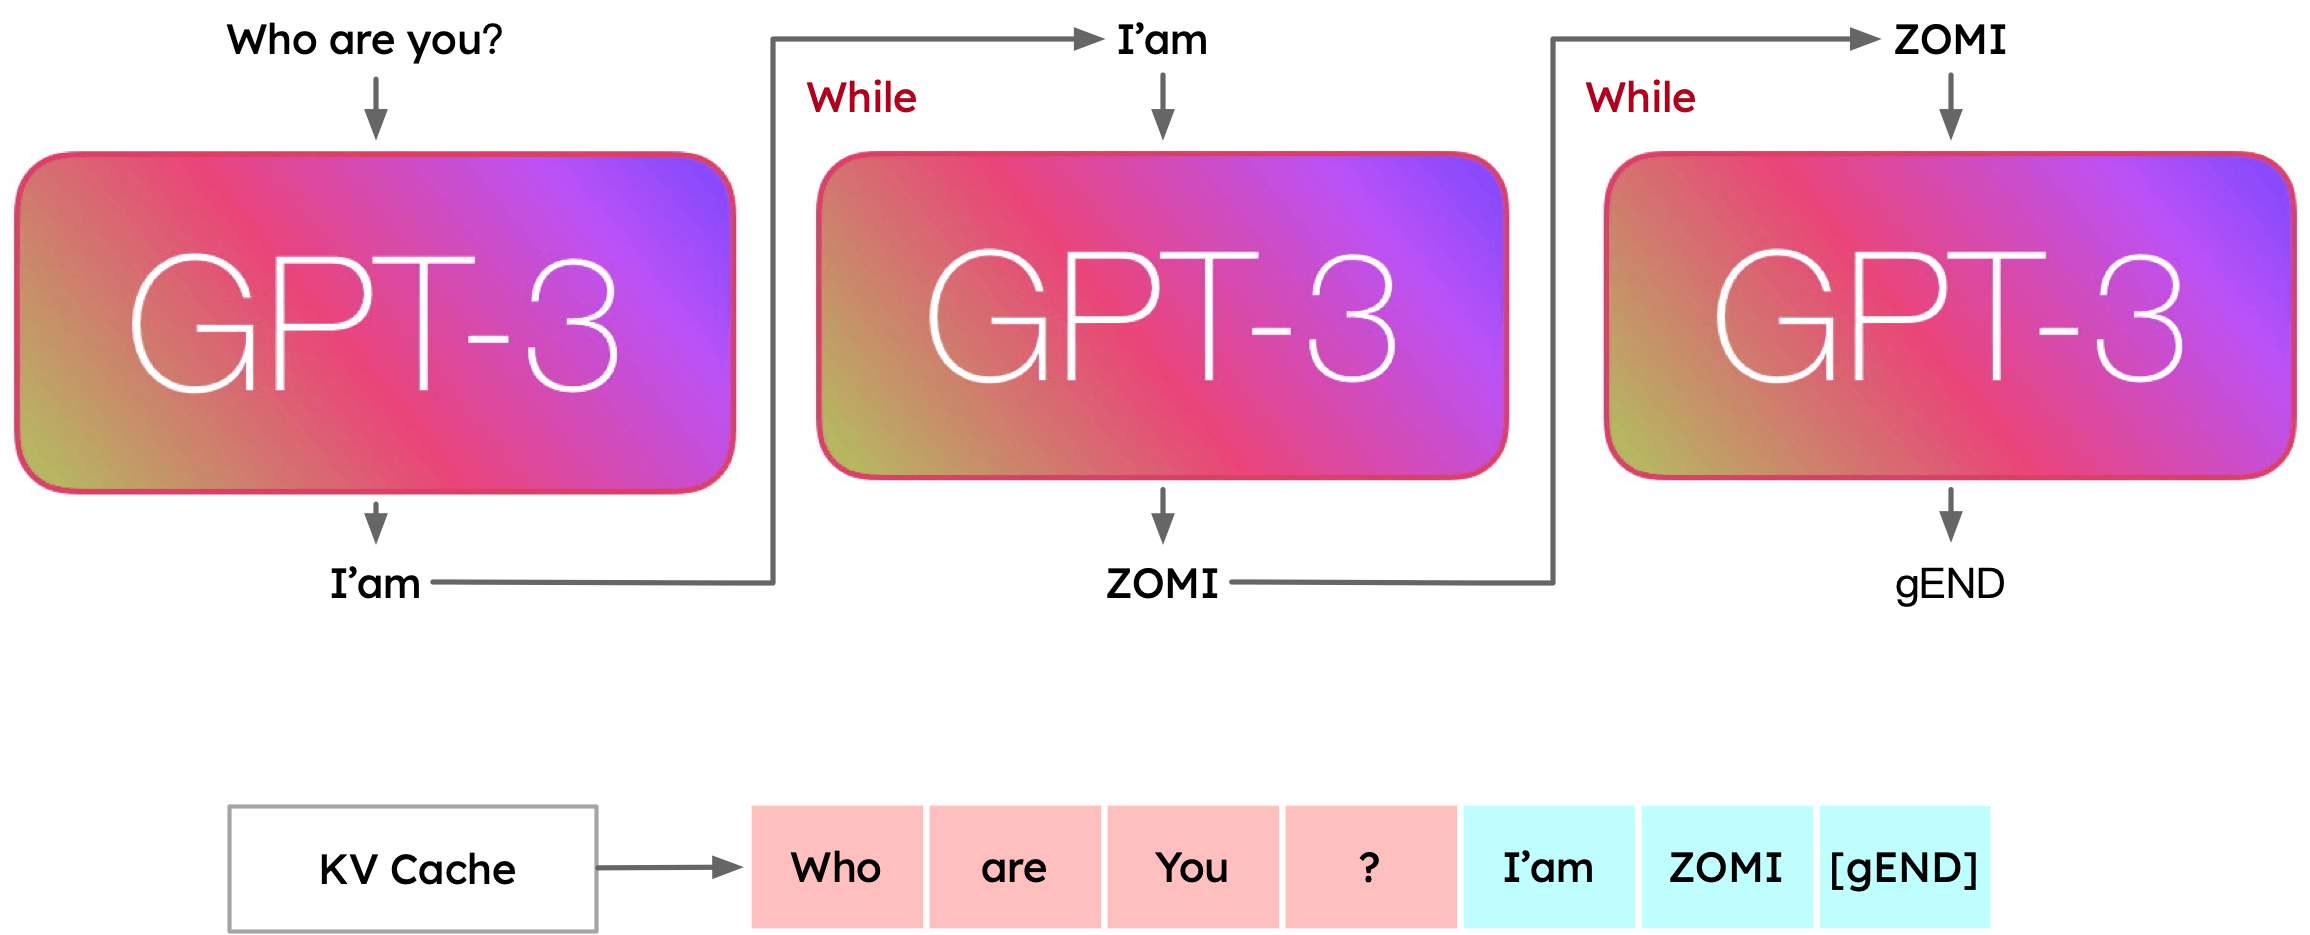 Who are you?
I’am
ZOMI
While
While
GPT-3
GPT-3
GPT-3
I’am
ZOMI
gEND
KV Cache
Who
are
You
?
I’am
ZOMI
[gEND]